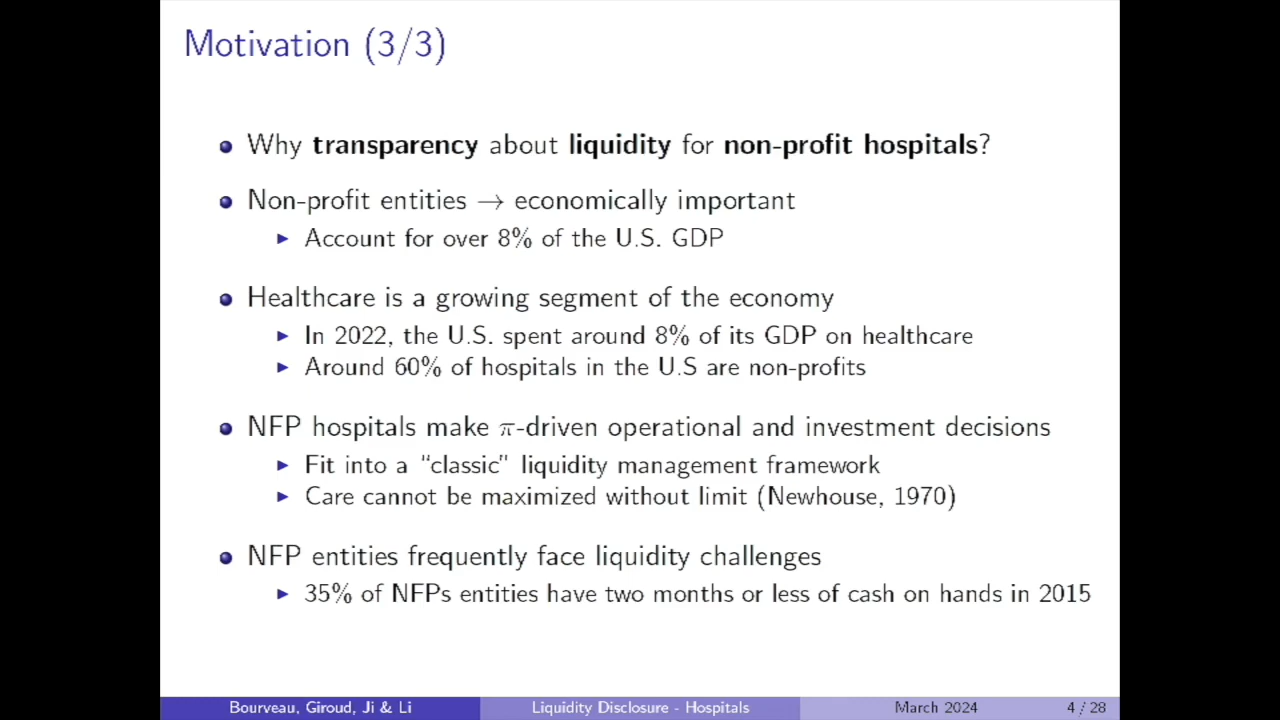 Motivation (3/3)
Why transparency about liquidity for non-profit hospitals?
Non-profit entities → economically important
Account for over 8% of the U.S. GDP
Healthcare is a growing segment of the economy
In 2022, the U.S. spent around 8% of its GDP on healthcare
Around 60% of hospitals in the U.S are non-profits
NFP hospitals make π-driven operational and investment decisions
Fit into a “classic” liquidity management framework
Care cannot be maximized without limit (Newhouse, 1970)
NFP entities frequently face liquidity challenges
35% of NFPs entities have two months or less of cash on hands in 2015
Bourveau, Giroud, Ji & Li Liquidity Disclosure - Hospitals March 2024 4 / 28